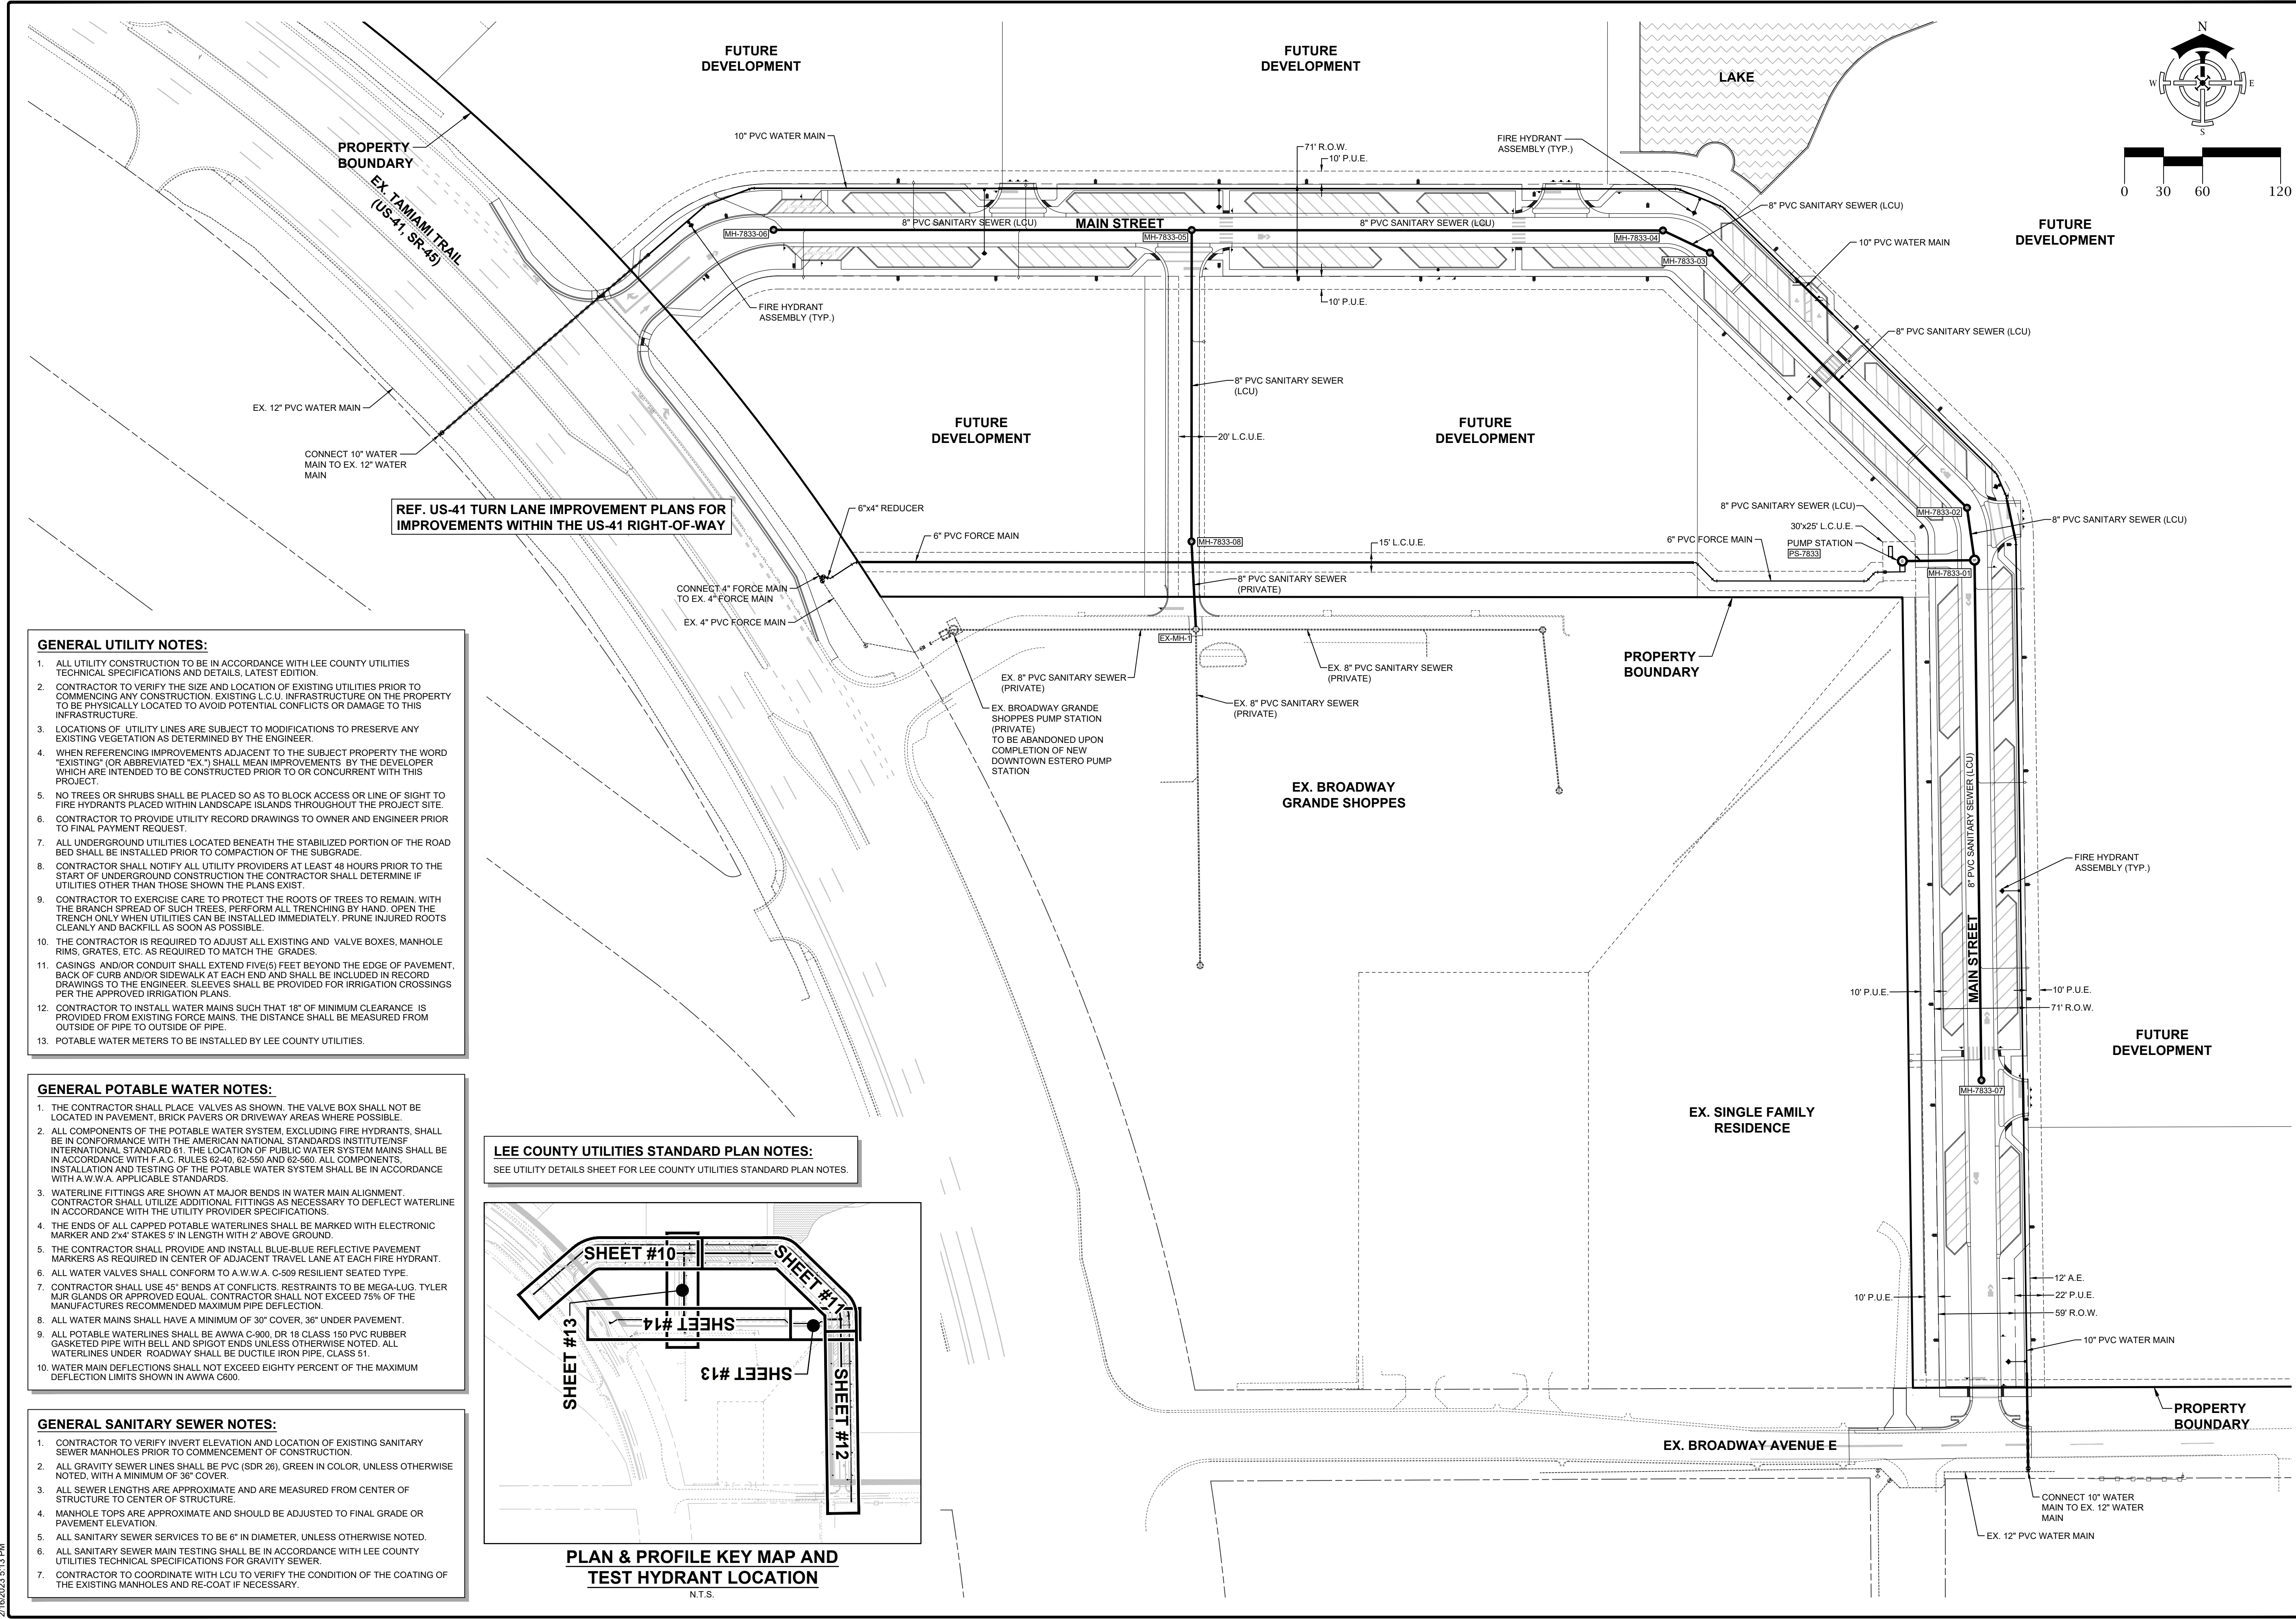 FUTURE
DEVELOPMENT
FUTURE
DEVELOPMENT
LAKE
N
W
E
S
0 30 60 120
PROPERTY
BOUNDARY
EX. TAMIAMI TRAIL
(US-41, SR-45)
10" PVC WATER MAIN
71' R.O.W.
10' P.U.E.
FIRE HYDRANT
ASSEMBLY (TYP.)
8" PVC SANITARY SEWER (LCU)
FUTURE
DEVELOPMENT
10" PVC WATER MAIN
MH-7833-06
8" PVC SANITARY SEWER (LCU)
MAIN STREET
MH-7833-05
8" PVC SANITARY SEWER (LCU)
MH-7833-04
MH-7833-03
FIRE HYDRANT
ASSEMBLY (TYP.)
10' P.U.E.
8" PVC SANITARY SEWER (LCU)
8" PVC SANITARY SEWER
(LCU)
EX. 12" PVC WATER MAIN
FUTURE
DEVELOPMENT
20' L.C.U.E.
FUTURE
DEVELOPMENT
CONNECT 10" WATER
MAIN TO EX. 12" WATER
MAIN
REF. US-41 TURN LANE IMPROVEMENT PLANS FOR
IMPROVEMENTS WITHIN THE US-41 RIGHT-OF-WAY
6"x4" REDUCER
6" PVC FORCE MAIN
MH-7833-08
15' L.C.U.E.
8" PVC SANITARY SEWER (LCU)
30'x25' L.C.U.E.
6" PVC FORCE MAIN
PUMP STATION
PS-7833
MH-7833-02
8" PVC SANITARY SEWER (LCU)
MH-7833-01
CONNECT 4" FORCE MAIN
TO EX. 4" FORCE MAIN
8" PVC SANITARY SEWER
(PRIVATE)
EX. 4" PVC FORCE MAIN
EX-MH-1
EX. 8" PVC SANITARY SEWER
(PRIVATE)
EX. 8" PVC SANITARY SEWER
(PRIVATE)
PROPERTY
BOUNDARY
EX. 8" PVC SANITARY SEWER
(PRIVATE)
EX. BROADWAY GRANDE
SHOPPES PUMP STATION
(PRIVATE)
TO BE ABANDONED UPON
COMPLETION OF NEW
DOWNTOWN ESTERO PUMP
STATION
EX. BROADWAY
GRANDE SHOPPES
8" PVC SANITARY SEWER (LCU)
FIRE HYDRANT
ASSEMBLY (TYP.)
MAIN STREET
10' P.U.E.
10' P.U.E.
71' R.O.W.
FUTURE
DEVELOPMENT
MH-7833-07
EX. SINGLE FAMILY
RESIDENCE
12' A.E.
22' P.U.E.
10' P.U.E.
59' R.O.W.
10" PVC WATER MAIN
PROPERTY
BOUNDARY
EX. BROADWAY AVENUE E
CONNECT 10" WATER
MAIN TO EX. 12" WATER
MAIN
EX. 12" PVC WATER MAIN
GENERAL UTILITY NOTES:
1. ALL UTILITY CONSTRUCTION TO BE IN ACCORDANCE WITH LEE COUNTY UTILITIES
TECHNICAL SPECIFICATIONS AND DETAILS, LATEST EDITION.
2. CONTRACTOR TO VERIFY THE SIZE AND LOCATION OF EXISTING UTILITIES PRIOR TO
COMMENCING ANY CONSTRUCTION. EXISTING L.C.U. INFRASTRUCTURE ON THE PROPERTY
TO BE PHYSICALLY LOCATED TO AVOID POTENTIAL CONFLICTS OR DAMAGE TO THIS
INFRASTRUCTURE.
3. LOCATIONS OF UTILITY LINES ARE SUBJECT TO MODIFICATIONS TO PRESERVE ANY
EXISTING VEGETATION AS DETERMINED BY THE ENGINEER.
4. WHEN REFERENCING IMPROVEMENTS ADJACENT TO THE SUBJECT PROPERTY THE WORD
"EXISTING" (OR ABBREVIATED "EX.") SHALL MEAN IMPROVEMENTS BY THE DEVELOPER
WHICH ARE INTENDED TO BE CONSTRUCTED PRIOR TO OR CONCURRENT WITH THIS
PROJECT.
5. NO TREES OR SHRUBS SHALL BE PLACED SO AS TO BLOCK ACCESS OR LINE OF SIGHT TO
FIRE HYDRANTS PLACED WITHIN LANDSCAPE ISLANDS THROUGHOUT THE PROJECT SITE.
6. CONTRACTOR TO PROVIDE UTILITY RECORD DRAWINGS TO OWNER AND ENGINEER PRIOR
TO FINAL PAYMENT REQUEST.
7. ALL UNDERGROUND UTILITIES LOCATED BENEATH THE STABILIZED PORTION OF THE ROAD
BED SHALL BE INSTALLED PRIOR TO COMPACTION OF THE SUBGRADE.
8. CONTRACTOR SHALL NOTIFY ALL UTILITY PROVIDERS AT LEAST 48 HOURS PRIOR TO THE
START OF UNDERGROUND CONSTRUCTION THE CONTRACTOR SHALL DETERMINE IF
UTILITIES OTHER THAN THOSE SHOWN THE PLANS EXIST.
9. CONTRACTOR TO EXERCISE CARE TO PROTECT THE ROOTS OF TREES TO REMAIN. WITH
THE BRANCH SPREAD OF SUCH TREES, PERFORM ALL TRENCHING BY HAND. OPEN THE
TRENCH ONLY WHEN UTILITIES CAN BE INSTALLED IMMEDIATELY. PRUNE INJURED ROOTS
CLEANLY AND BACKFILL AS SOON AS POSSIBLE.
10. THE CONTRACTOR IS REQUIRED TO ADJUST ALL EXISTING AND VALVE BOXES, MANHOLE
RIMS, GRATES, ETC. AS REQUIRED TO MATCH THE GRADES.
11. CASINGS AND/OR CONDUIT SHALL EXTEND FIVE(5) FEET BEYOND THE EDGE OF PAVEMENT,
BACK OF CURB AND/OR SIDEWALK AT EACH END AND SHALL BE INCLUDED IN RECORD
DRAWINGS TO THE ENGINEER. SLEEVES SHALL BE PROVIDED FOR IRRIGATION CROSSINGS
PER THE APPROVED IRRIGATION PLANS.
12. CONTRACTOR TO INSTALL WATER MAINS SUCH THAT 18" OF MINIMUM CLEARANCE IS
PROVIDED FROM EXISTING FORCE MAINS. THE DISTANCE SHALL BE MEASURED FROM
OUTSIDE OF PIPE TO OUTSIDE OF PIPE.
13. POTABLE WATER METERS TO BE INSTALLED BY LEE COUNTY UTILITIES.
GENERAL POTABLE WATER NOTES:
1. THE CONTRACTOR SHALL PLACE VALVES AS SHOWN. THE VALVE BOX SHALL NOT BE
LOCATED IN PAVEMENT, BRICK PAVERS OR DRIVEWAY AREAS WHERE POSSIBLE.
2. ALL COMPONENTS OF THE POTABLE WATER SYSTEM, EXCLUDING FIRE HYDRANTS, SHALL
BE IN CONFORMANCE WITH THE AMERICAN NATIONAL STANDARDS INSTITUTE/NSF
INTERNATIONAL STANDARD 61. THE LOCATION OF PUBLIC WATER SYSTEM MAINS SHALL BE
IN ACCORDANCE WITH F.A.C. RULES 62-40, 62-550 AND 62-560. ALL COMPONENTS,
INSTALLATION AND TESTING OF THE POTABLE WATER SYSTEM SHALL BE IN ACCORDANCE
WITH A.W.W.A. APPLICABLE STANDARDS.
3. WATERLINE FITTINGS ARE SHOWN AT MAJOR BENDS IN WATER MAIN ALIGNMENT.
CONTRACTOR SHALL UTILIZE ADDITIONAL FITTINGS AS NECESSARY TO DEFLECT WATERLINE
IN ACCORDANCE WITH THE UTILITY PROVIDER SPECIFICATIONS.
4. THE ENDS OF ALL CAPPED POTABLE WATERLINES SHALL BE MARKED WITH ELECTRONIC
MARKER AND 2'x4' STAKES 5' IN LENGTH WITH 2' ABOVE GROUND.
5. THE CONTRACTOR SHALL PROVIDE AND INSTALL BLUE-BLUE REFLECTIVE PAVEMENT
MARKERS AS REQUIRED IN CENTER OF ADJACENT TRAVEL LANE AT EACH FIRE HYDRANT.
6. ALL WATER VALVES SHALL CONFORM TO A.W.W.A. C-509 RESILIENT SEATED TYPE.
7. CONTRACTOR SHALL USE 45° BENDS AT CONFLICTS. RESTRAINTS TO BE MEGA-LUG. TYLER
MJR GLANDS OR APPROVED EQUAL. CONTRACTOR SHALL NOT EXCEED 75% OF THE
MANUFACTURES RECOMMENDED MAXIMUM PIPE DEFLECTION.
8. ALL WATER MAINS SHALL HAVE A MINIMUM OF 30" COVER, 36" UNDER PAVEMENT.
9. ALL POTABLE WATERLINES SHALL BE AWWA C-900, DR 18 CLASS 150 PVC RUBBER
GASKETED PIPE WITH BELL AND SPIGOT ENDS UNLESS OTHERWISE NOTED. ALL
WATERLINES UNDER ROADWAY SHALL BE DUCTILE IRON PIPE, CLASS 51.
10. WATER MAIN DEFLECTIONS SHALL NOT EXCEED EIGHTY PERCENT OF THE MAXIMUM
DEFLECTION LIMITS SHOWN IN AWWA C600.
GENERAL SANITARY SEWER NOTES:
1. CONTRACTOR TO VERIFY INVERT ELEVATION AND LOCATION OF EXISTING SANITARY
SEWER MANHOLES PRIOR TO COMMENCEMENT OF CONSTRUCTION.
2. ALL GRAVITY SEWER LINES SHALL BE PVC (SDR 26), GREEN IN COLOR, UNLESS OTHERWISE
NOTED, WITH A MINIMUM OF 36" COVER.
3. ALL SEWER LENGTHS ARE APPROXIMATE AND ARE MEASURED FROM CENTER OF
STRUCTURE TO CENTER OF STRUCTURE.
4. MANHOLE TOPS ARE APPROXIMATE AND SHOULD BE ADJUSTED TO FINAL GRADE OR
PAVEMENT ELEVATION.
5. ALL SANITARY SEWER SERVICES TO BE 6" IN DIAMETER, UNLESS OTHERWISE NOTED.
6. ALL SANITARY SEWER MAIN TESTING SHALL BE IN ACCORDANCE WITH LEE COUNTY
UTILITIES TECHNICAL SPECIFICATIONS FOR GRAVITY SEWER.
7. CONTRACTOR TO COORDINATE WITH LCU TO VERIFY THE CONDITION OF THE COATING OF
THE EXISTING MANHOLES AND RE-COAT IF NECESSARY.
LEE COUNTY UTILITIES STANDARD PLAN NOTES:
SEE UTILITY DETAILS SHEET FOR LEE COUNTY UTILITIES STANDARD PLAN NOTES.
SHEET #10
SHEET #11
SHEET #13
SHEET #14
SHEET #13
SHEET #12
PLAN & PROFILE KEY MAP AND
TEST HYDRANT LOCATION
N.T.S.
2/16/2023 5:13 PM